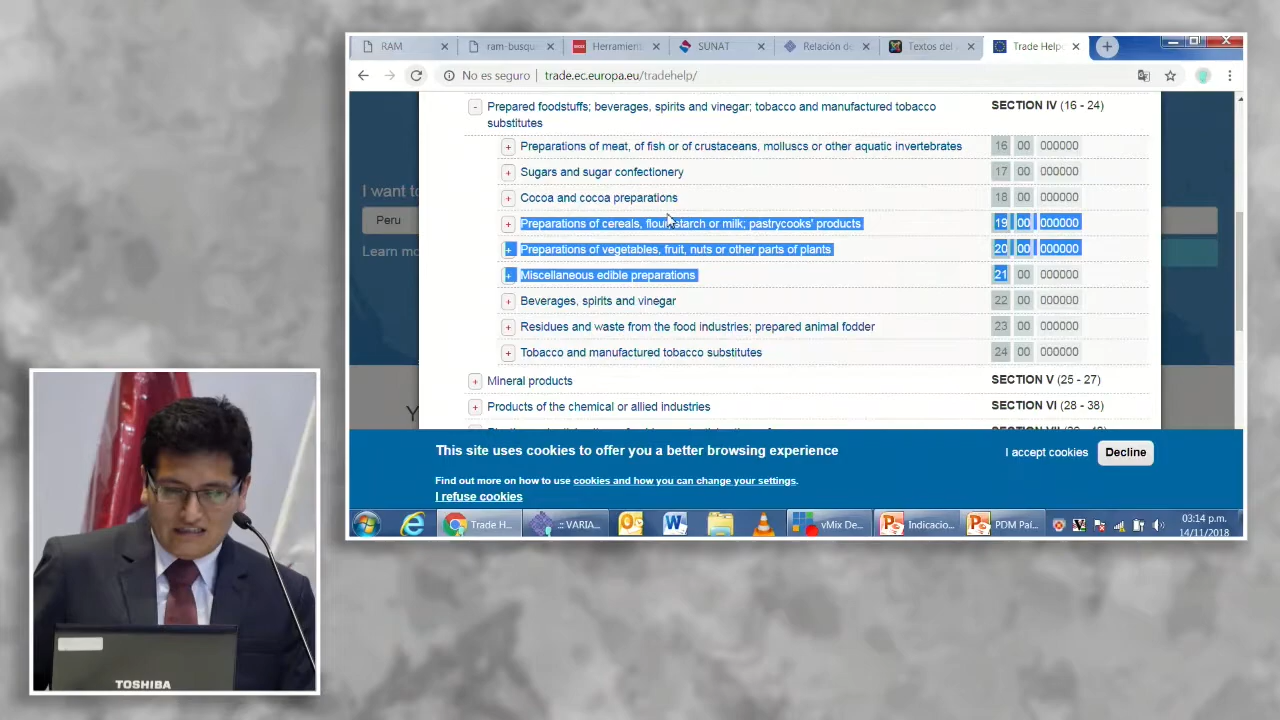 RAM
ram-busqu
Herramien
SUNAT
Relación de
Textos del A
Trade Help
No es seguro
trade.ec.europa.eu/tradehelp/
Prepared foodstuffs; beverages, spirits and vinegar; tobacco and manufactured tobacco substitutes SECTION IV (16 - 24)
Preparations of meat, of fish or of crustaceans, molluscs or other aquatic invertebrates 16 00 000000
Sugars and sugar confectionery 17 00 000000
I want to
Cocoa and cocoa preparations 18 00 000000
Peru
Preparations of cereals, flour, starch or milk; pastrycooks' products 19 00 000000
Learn mo
Preparations of vegetables, fruit, nuts or other parts of plants 20 00 000000
Miscellaneous edible preparations 21 00 000000
Beverages, spirits and vinegar 22 00 000000
Residues and waste from the food industries; prepared animal fodder 23 00 000000
Tobacco and manufactured tobacco substitutes 24 00 000000
Mineral products SECTION V (25 - 27)
Products of the chemical or allied industries SECTION VI (28 - 38)
Y
This site uses cookies to offer you a better browsing experience
I accept cookies
Decline
Find out more on how to use cookies and how you can change your settings.
I refuse cookies
Trade H...
.:: VARIA...
vMix De...
Indicacio...
PDM Paí...
03:14 p.m.
14/11/2018
TOSHIBA